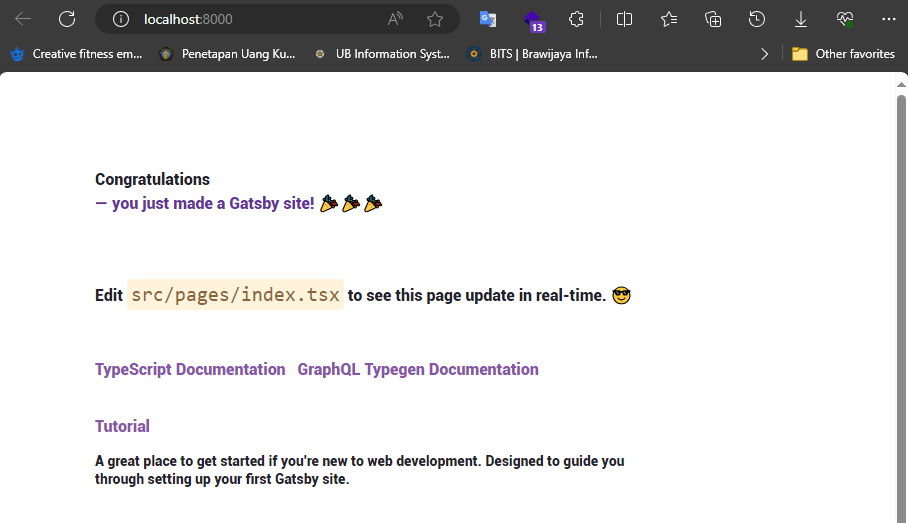 localhost:8000
13
Creative fitness em... Penetapan Uang Ku... UB Information Syst... BITS | Brawijaya Inf... Other favorites
Congratulations
— you just made a Gatsby site! 🎉🎉🎉
Edit src/pages/index.tsx to see this page update in real-time. 😎
TypeScript Documentation GraphQL Typegen Documentation
Tutorial
A great place to get started if you're new to web development. Designed to guide you
through setting up your first Gatsby site.